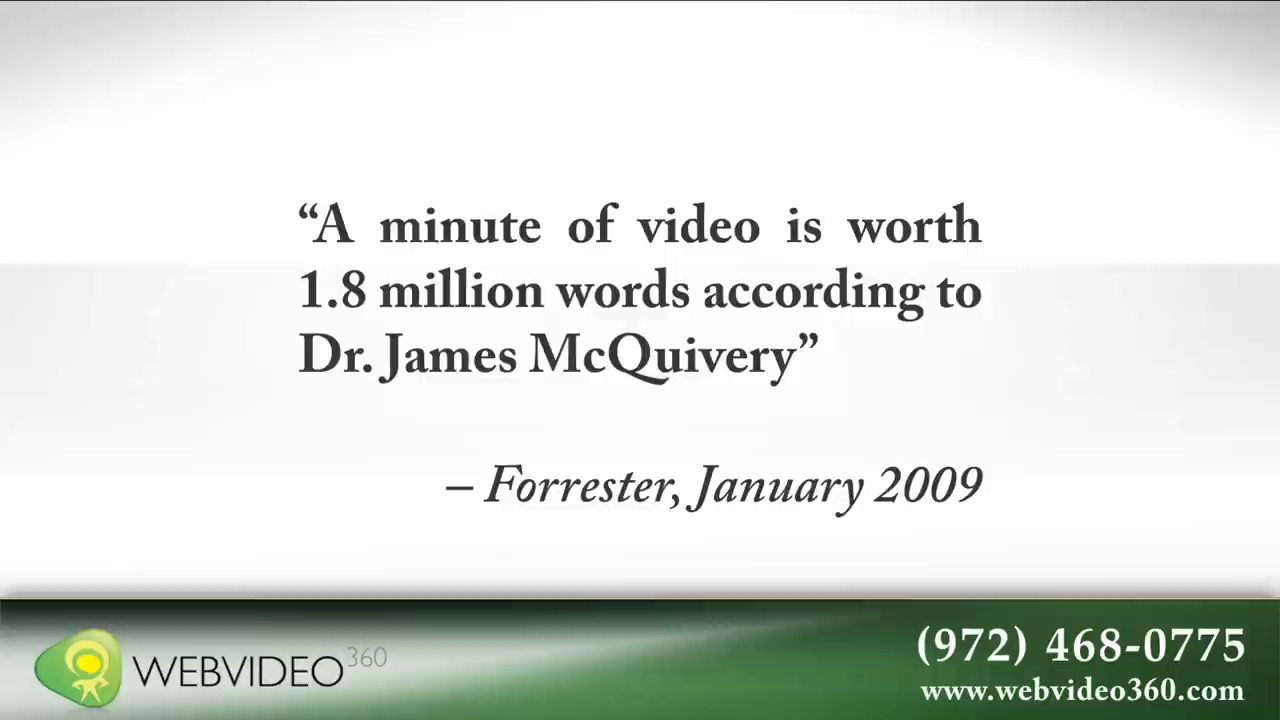 “A minute of video is worth
1.8 million words according to
Dr. James McQuivery”
– Forrester, January 2009
WEBVIDEO360
(972) 468-0775
www.webvideo360.com